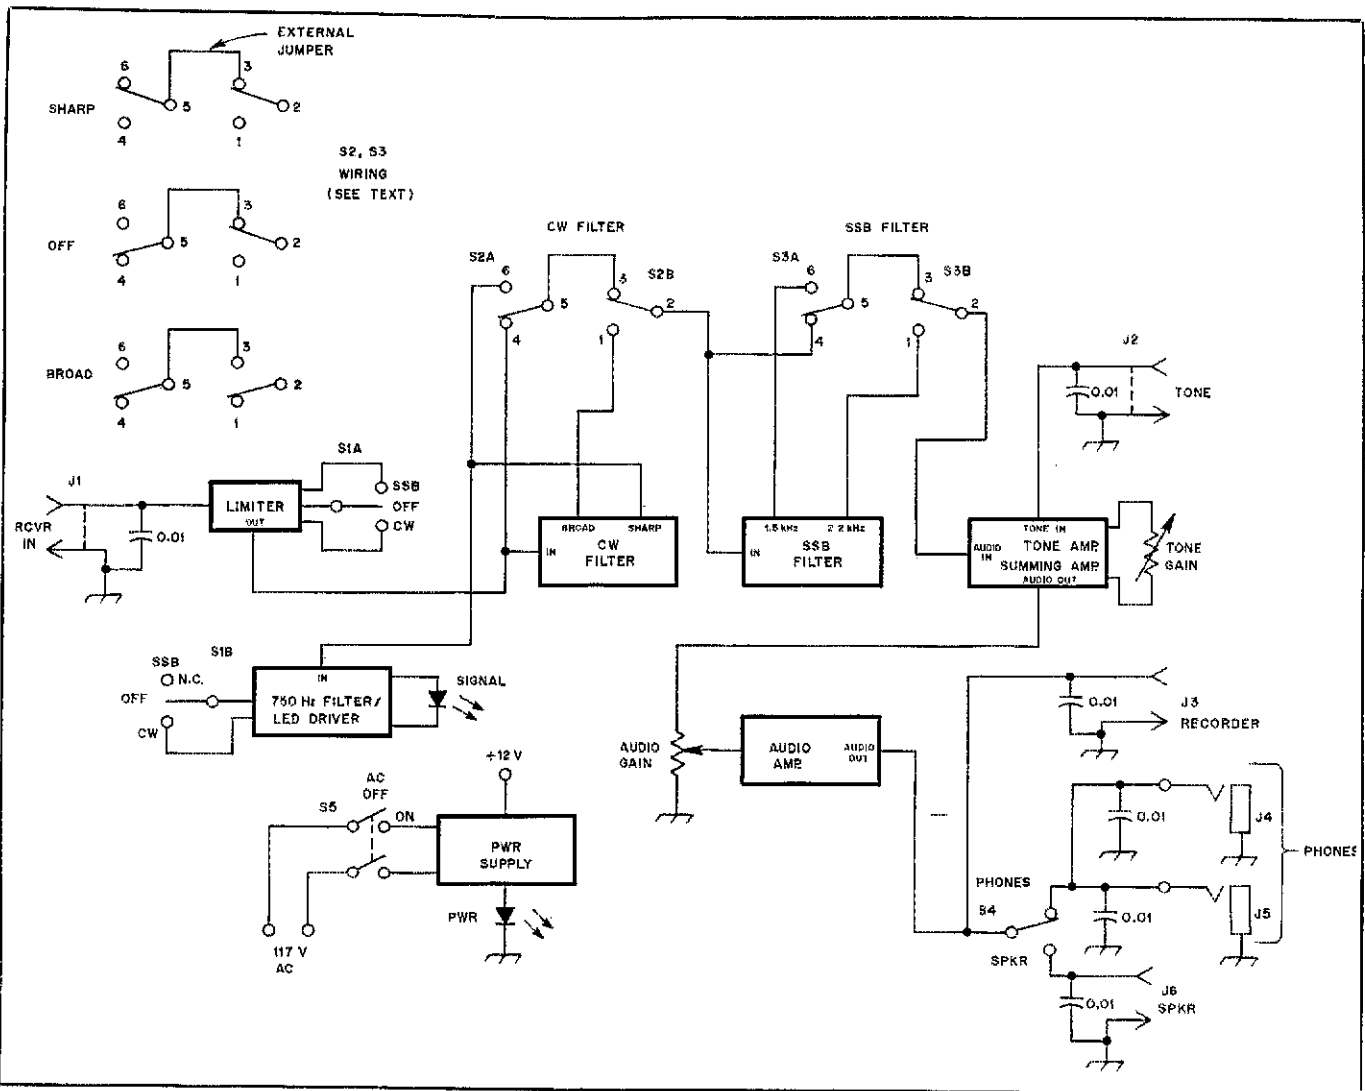 EXTERNAL
JUMPER
6
3
SHARP
5
2
4
1
S2, S3
WIRING
(SEE TEXT)
6
3
OFF
5
2
4
1
6
3
BROAD
5
2
4
1
CW FILTER
SSB FILTER
S2A
6
5
3
S2B
2
4
1
S3A
6
5
3
S3B
2
4
1
J2
0.01
TONE
S1A
J1
SSB
OFF
CW
RCVR
IN
0.01
LIMITER
OUT
BROAD SHARP
IN
CW
FILTER
1.5 kHz 2.2 kHz
IN
SSB
FILTER
TONE IN
AUDIO
IN
TONE AMP.
SUMMING AMP.
AUDIO OUT
TONE
GAIN
S1B
SSB
N.C.
OFF
CW
IN
750 Hz FILTER/
LED DRIVER
SIGNAL
AUDIO
GAIN
AUDIO
AMP.
AUDIO
OUT
0.01
J3
RECORDER
+12 V
AC
OFF
S5
ON
PWR
SUPPLY
PWR
117 V
AC
0.01
J4
PHONES
PHONES
S4
0.01
J5
SPKR
0.01
J6
SPKR